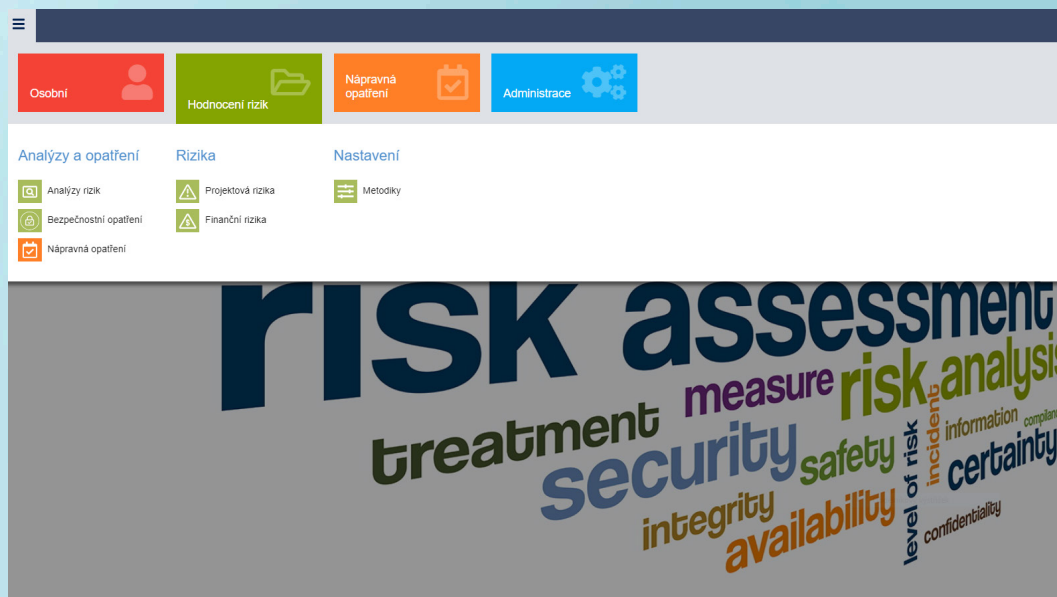 Osobní
Hodnocení rizik
Nápravná
opatření
Administrace
Analýzy a opatření
Analýzy rizik
Bezpečnostní opatření
Nápravná opatření
Rizika
Projektová rizika
Finanční rizika
Nastavení
Metodiky
risk assessment
measure
risk analysis
treatment
security
safety
level of risk
incident
information
certainty
integrity
availability
confidentiality